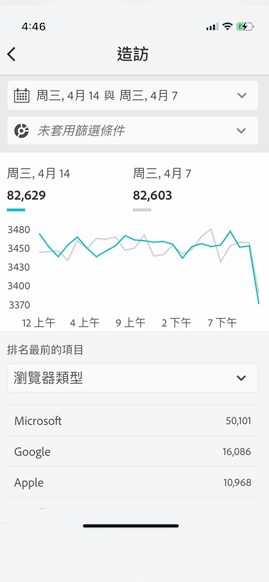 4:46
造訪
周三, 4月 14 與 周三, 4月 7
未套用篩選條件
周三, 4月 14
周三, 4月 7
82,629
82,603
3480
3450
3430
3400
3370
12 上午 4 上午 9 上午 2 下午 7 下午
排名最前的項目
瀏覽器類型
Microsoft 50,101
Google 16,086
Apple 10,968